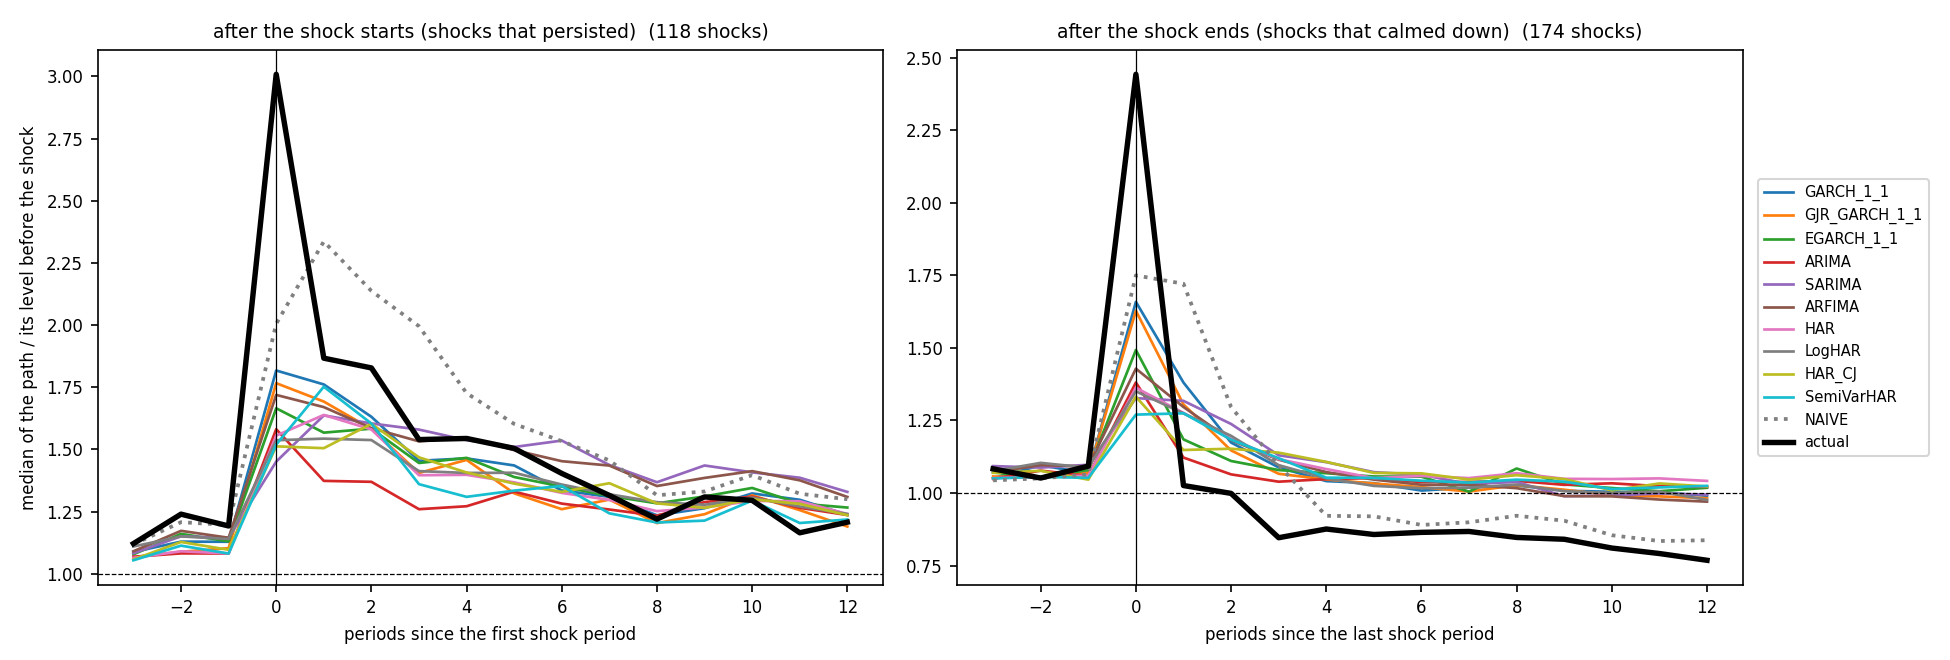 after the shock starts (shocks that persisted)  (118 shocks)
median of the path / its level before the shock
3.00
2.75
2.50
2.25
2.00
1.75
1.50
1.25
1.00
−2
0
2
4
6
8
10
12
periods since the first shock period
after the shock ends (shocks that calmed down)  (174 shocks)
2.50
2.25
2.00
1.75
1.50
1.25
1.00
0.75
−2
0
2
4
6
8
10
12
periods since the last shock period
GARCH_1_1
GJR_GARCH_1_1
EGARCH_1_1
ARIMA
SARIMA
ARFIMA
HAR
LogHAR
HAR_CJ
SemiVarHAR
NAIVE
actual